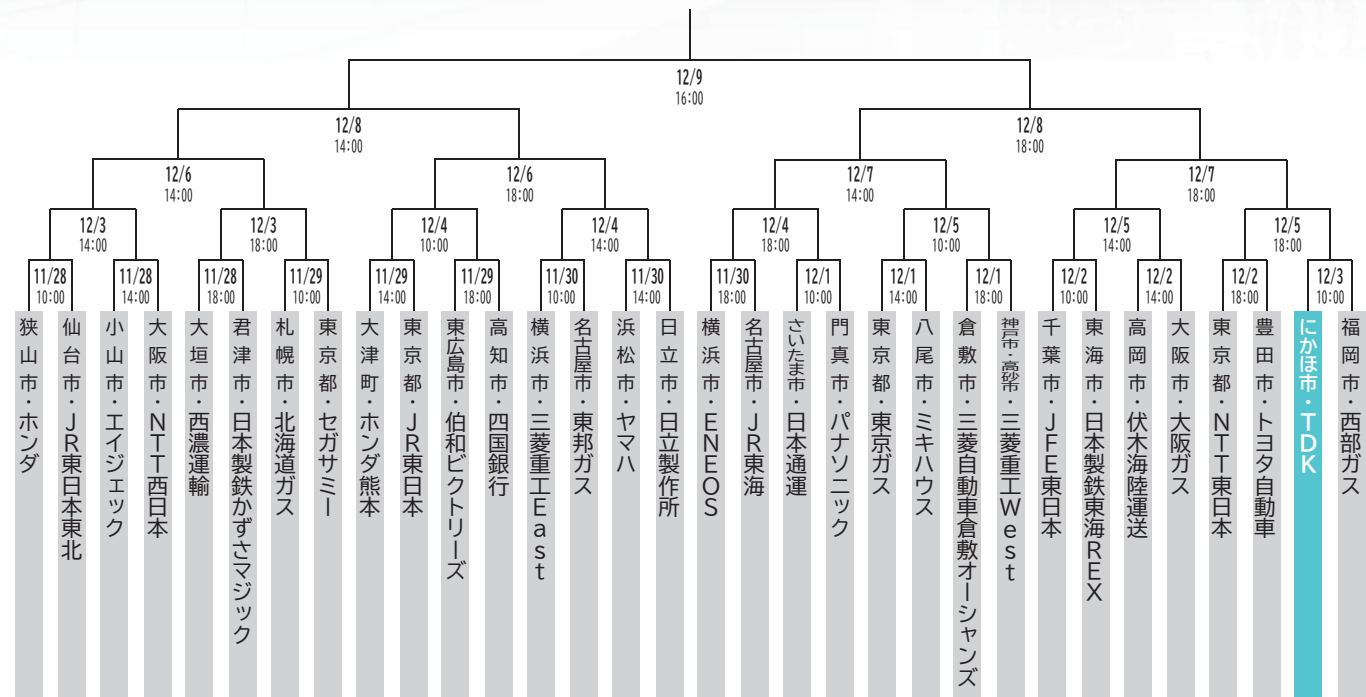 12/9
16:00
12/8
14:00
12/8
18:00
12/6
14:00
12/6
18:00
12/7
14:00
12/7
18:00
12/3
14:00
12/3
18:00
12/4
10:00
12/4
14:00
12/4
18:00
12/5
10:00
12/5
14:00
12/5
18:00
11/28
10:00
11/28
14:00
11/28
18:00
11/29
10:00
11/29
14:00
11/29
18:00
11/30
10:00
11/30
14:00
11/30
18:00
12/1
10:00
12/1
14:00
12/1
18:00
12/2
10:00
12/2
14:00
12/2
18:00
12/3
10:00
狭山市・ホンダ
仙台市・JR東日本東北
小山市・エイジェック
大阪市・NTT西日本
大垣市・西濃運輸
君津市・日本製鉄かずさマジック
札幌市・北海道ガス
東京都・セガサミー
大津町・ホンダ熊本
東京都・JR東日本
東広島市・伯和ビクトリーズ
高知市・四国銀行
横浜市・三菱重工East
名古屋市・東邦ガス
浜松市・ヤマハ
日立市・日立製作所
横浜市・ENEOS
名古屋市・JR東海
さいたま市・日本通運
門真市・パナソニック
東京都・東京ガス
八尾市・ミキハウス
倉敷市・三菱自動車倉敷オーシャンズ
神戸市・高砂市・三菱重工West
千葉市・JFE東日本
東海市・日本製鉄東海REX
高岡市・伏木海陸運送
大阪市・大阪ガス
東京都・NTT東日本
豊田市・トヨタ自動車
にかほ市・TDK
福岡市・西部ガス